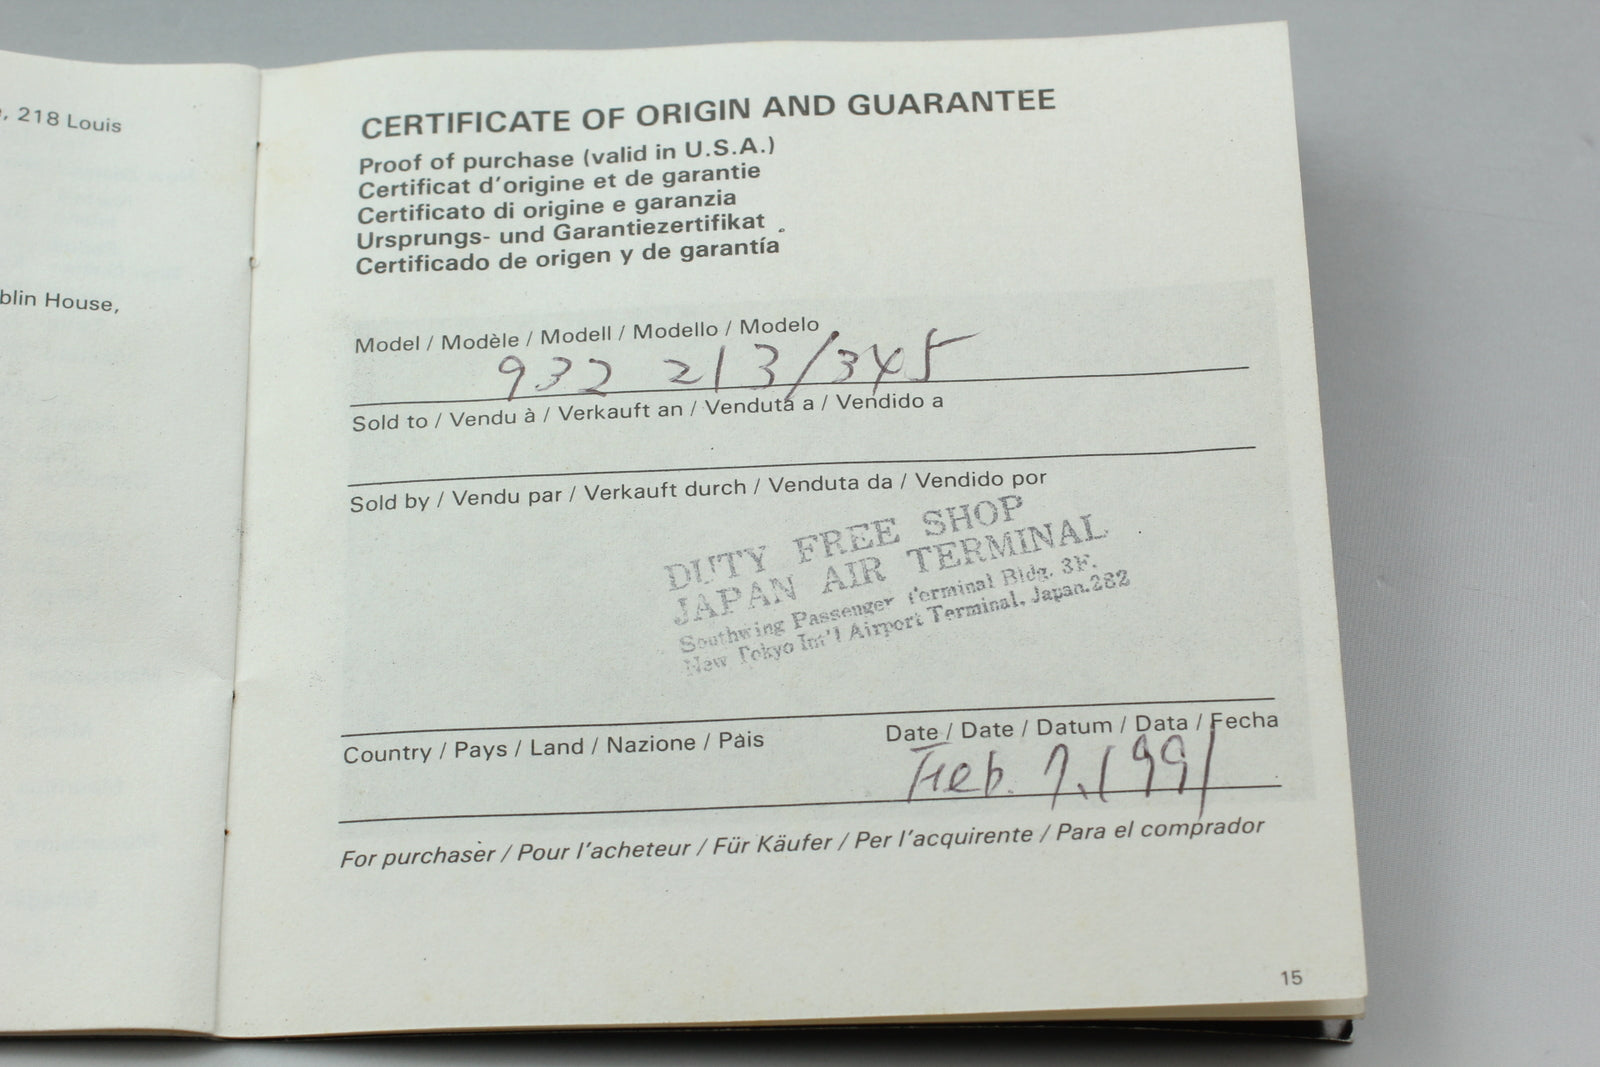 218 Louis
blin House,
CERTIFICATE OF ORIGIN AND GUARANTEE
Proof of purchase (valid in U.S.A.)
Certificat d'origine et de garantie
Certificato di origine e garanzia
Ursprungs- und Garantiezertifikat
Certificado de origen y de garantía
Model / Modèle / Modell / Modello / Modelo
932 213/345
Sold to / Vendu à / Verkauft an / Venduta a / Vendido a
Sold by / Vendu par / Verkauft durch / Venduta da / Vendido por
DUTY FREE SHOP
JAPAN AIR TERMINAL
Southwing Passenger Terminal Bldg. 3F.
New Tokyo Int'l Airport Terminal. Japan.282
Country / Pays / Land / Nazione / Pàis
Date / Date / Datum / Data / Fecha
Feb. 7. 1991
For purchaser / Pour l'acheteur / Für Käufer / Per l'acquirente / Para el comprador
15